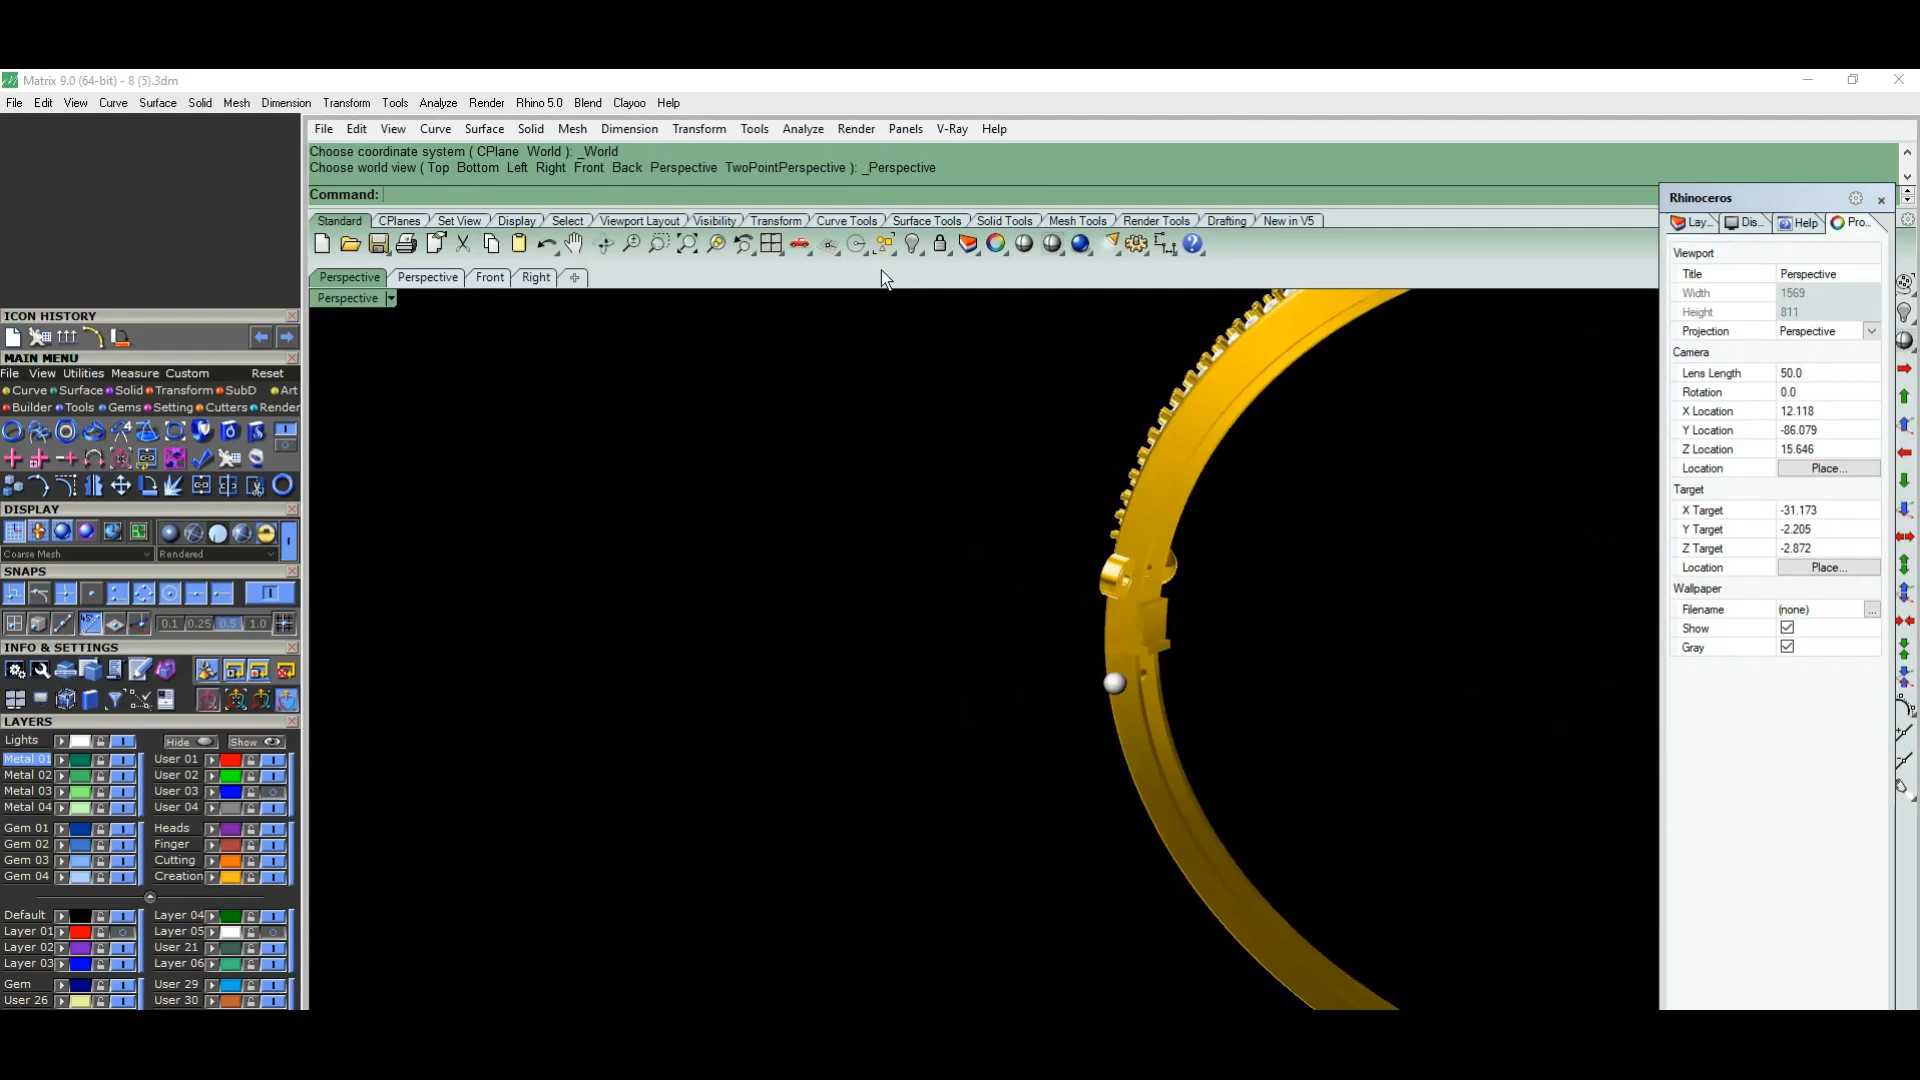 Matrix 9.0 (64-bit) - 8 (5).3dm
File Edit View Curve Surface Solid Mesh Dimension Transform Tools Analyze Render Rhino 5.0 Blend Clayoo Help
File Edit View Curve Surface Solid Mesh Dimension Transform Tools Analyze Render Panels V-Ray Help
Choose coordinate system ( CPlane World ): _World
Choose world view ( Top Bottom Left Right Front Back Perspective TwoPointPerspective ): _Perspective
Command:
Standard CPlanes Set View Display Select Viewport Layout Visibility Transform Curve Tools Surface Tools Solid Tools Mesh Tools Render Tools Drafting New in V5
Perspective Perspective Front Right
Perspective
ICON HISTORY
MAIN MENU
File View Utilities Measure Custom Reset
Curve Surface Solid Transform SubD Art
Builder Tools Gems Setting Cutters Render
DISPLAY
Coarse Mesh Rendered
SNAPS
0.1 0.25 0.5 1.0
INFO & SETTINGS
LAYERS
Lights Hide Show
Metal 01 User 01
Metal 02 User 02
Metal 03 User 03
Metal 04 User 04
Gem 01 Heads
Gem 02 Finger
Gem 03 Cutting
Gem 04 Creation
Default Layer 04
Layer 01 Layer 05
Layer 02 User 21
Layer 03 Layer 06
Gem User 29
User 26 User 30
Rhinoceros
Lay... Dis... Help Pro...
Viewport
Title Perspective
Width 1569
Height 811
Projection Perspective
Camera
Lens Length 50.0
Rotation 0.0
X Location 12.118
Y Location -86.079
Z Location 15.646
Location Place...
Target
X Target -31.173
Y Target -2.205
Z Target -2.872
Location Place...
Wallpaper
Filename (none) ...
Show
Gray